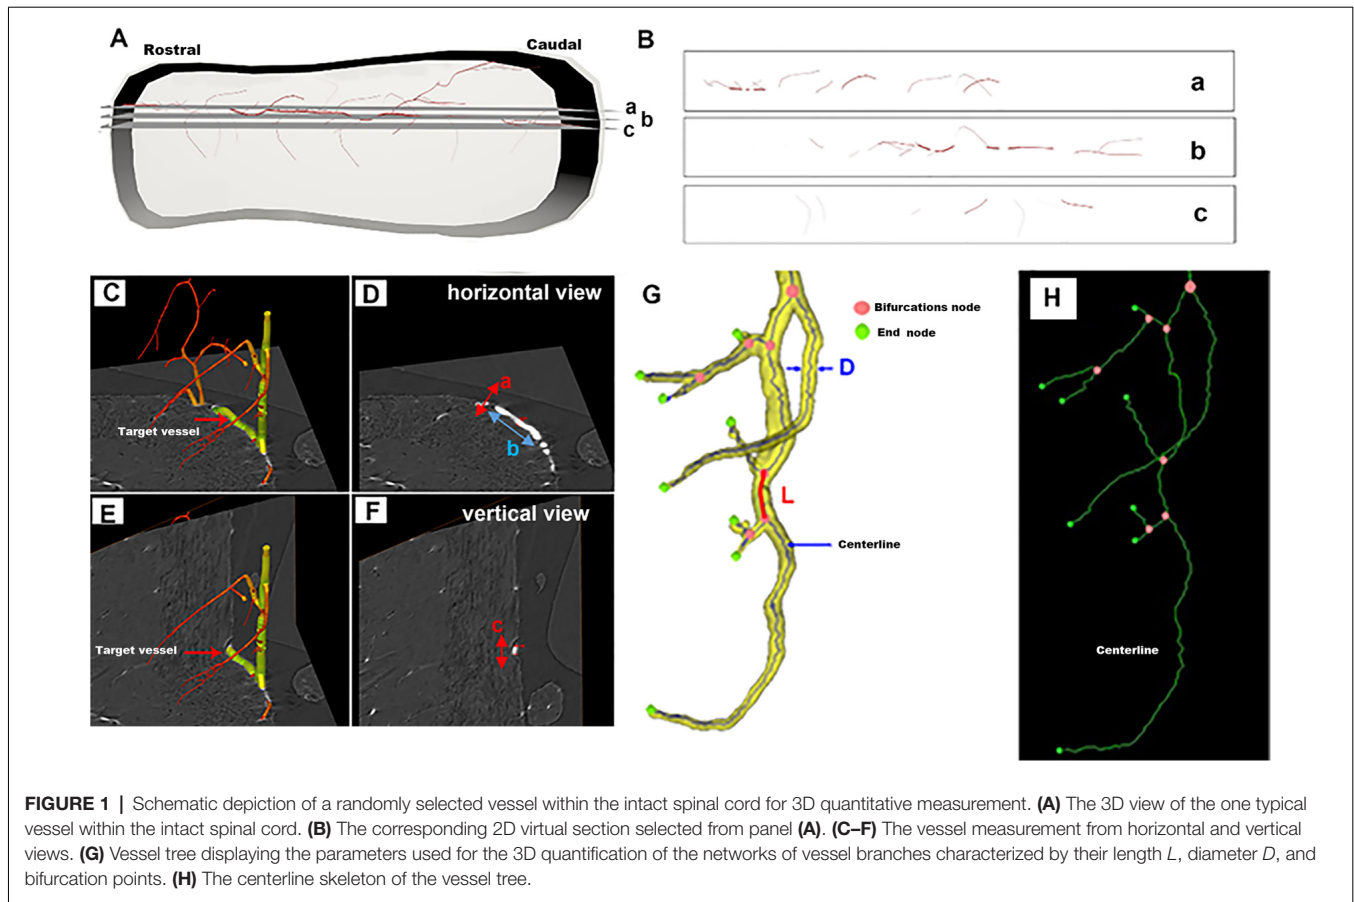 A
Rostral
Caudal
a
b
c
B
a
b
c
C
Target vessel
D
horizontal view
a
b
E
Target vessel
F
vertical view
c
G
Bifurcations node
End node
D
L
Centerline
H
Centerline
FIGURE 1 | Schematic depiction of a randomly selected vessel within the intact spinal cord for 3D quantitative measurement. (A) The 3D view of the one typical
vessel within the intact spinal cord. (B) The corresponding 2D virtual section selected from panel (A). (C–F) The vessel measurement from horizontal and vertical
views. (G) Vessel tree displaying the parameters used for the 3D quantification of the networks of vessel branches characterized by their length L, diameter D, and
bifurcation points. (H) The centerline skeleton of the vessel tree.